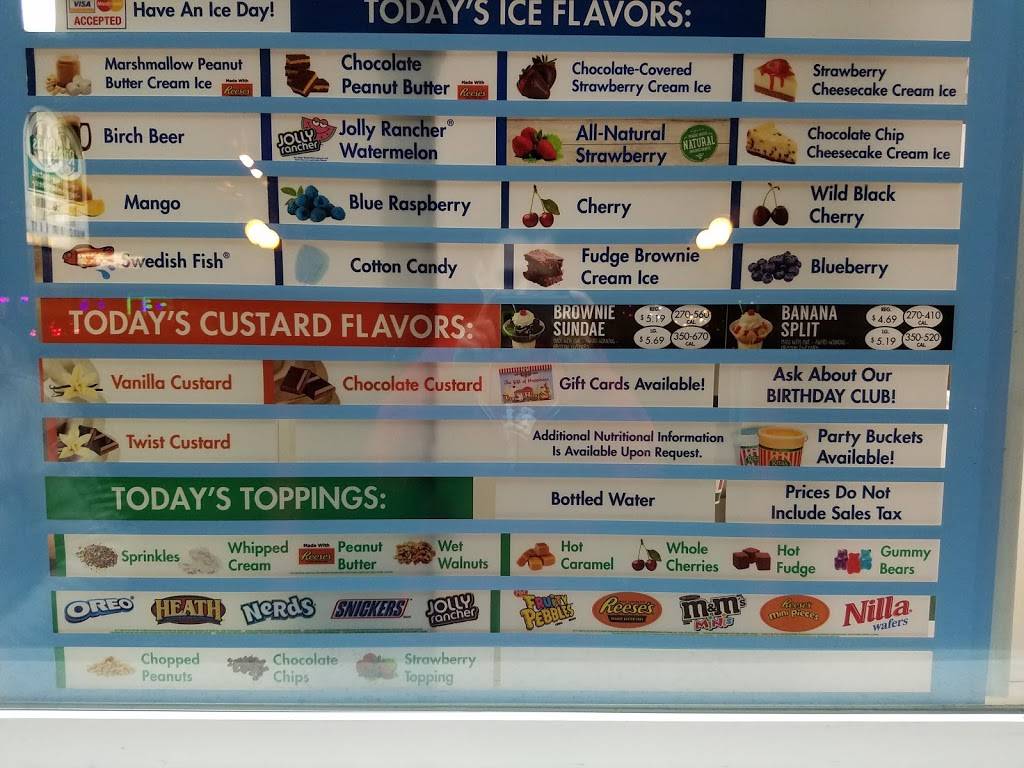 VISA
ACCEPTED
Have An Ice Day!
TODAY'S ICE FLAVORS:
Marshmallow Peanut
Butter Cream Ice
Made With
Reese's
Chocolate
Peanut Butter
Made With
Reese's
Chocolate-Covered
Strawberry Cream Ice
Strawberry
Cheesecake Cream Ice
Birch Beer
JOLLY
rancher
Jolly Rancher®
Watermelon
All-Natural
Strawberry
NATURAL
Chocolate Chip
Cheesecake Cream Ice
Mango
Blue Raspberry
Cherry
Wild Black
Cherry
Swedish Fish®
Cotton Candy
Fudge Brownie
Cream Ice
Blueberry
TODAY'S CUSTARD FLAVORS:
BROWNIE
SUNDAE
REG.
$5.19
270-560
CAL.
LG.
$5.69
350-670
CAL.
BANANA
SPLIT
REG.
$4.69
270-410
CAL.
LG.
$5.19
350-520
CAL.
Vanilla Custard
Chocolate Custard
Gift Cards Available!
Ask About Our
BIRTHDAY CLUB!
Twist Custard
Additional Nutritional Information
Is Available Upon Request.
Party Buckets
Available!
TODAY'S TOPPINGS:
Bottled Water
Prices Do Not
Include Sales Tax
Sprinkles
Whipped
Cream
Made With
Reese's
Peanut
Butter
Wet
Walnuts
Hot
Caramel
Whole
Cherries
Hot
Fudge
Gummy
Bears
OREO
HEATH
NeRds
SNICKERS
JOLLY
rancher
FRUITY
PEBBLES
Reese's
m&m's
MINIS
Reese's
mini Pieces
Nilla
wafers
Chopped
Peanuts
Chocolate
Chips
Strawberry
Topping